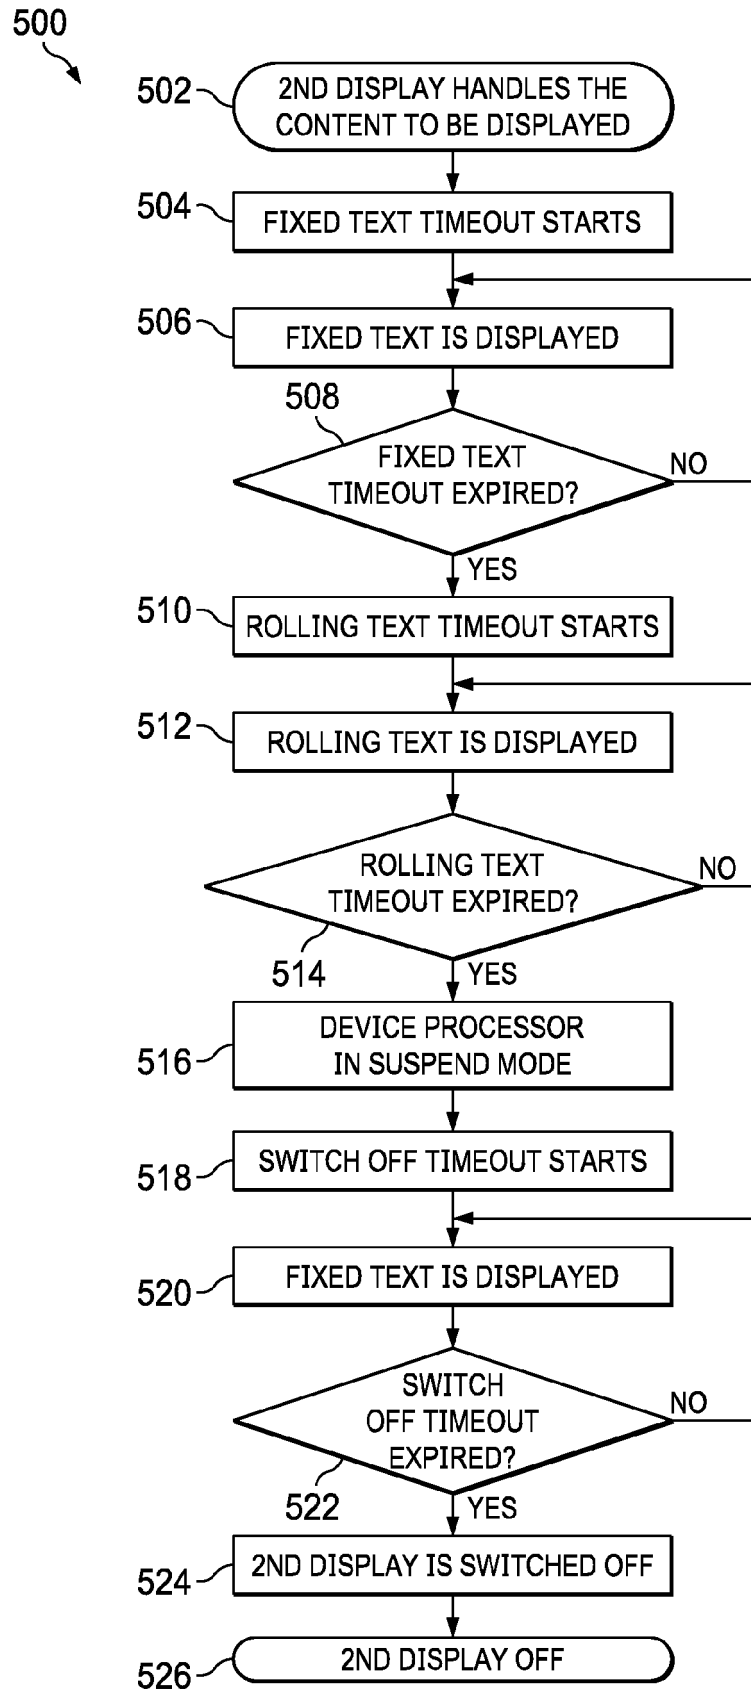 500
502
2ND DISPLAY HANDLES THE
CONTENT TO BE DISPLAYED
504
FIXED TEXT TIMEOUT STARTS
506
FIXED TEXT IS DISPLAYED
508
FIXED TEXT
TIMEOUT EXPIRED?
NO
YES
510
ROLLING TEXT TIMEOUT STARTS
512
ROLLING TEXT IS DISPLAYED
ROLLING TEXT
TIMEOUT EXPIRED?
NO
514
YES
516
DEVICE PROCESSOR
IN SUSPEND MODE
518
SWITCH OFF TIMEOUT STARTS
520
FIXED TEXT IS DISPLAYED
SWITCH
OFF TIMEOUT
EXPIRED?
NO
522
YES
524
2ND DISPLAY IS SWITCHED OFF
526
2ND DISPLAY OFF